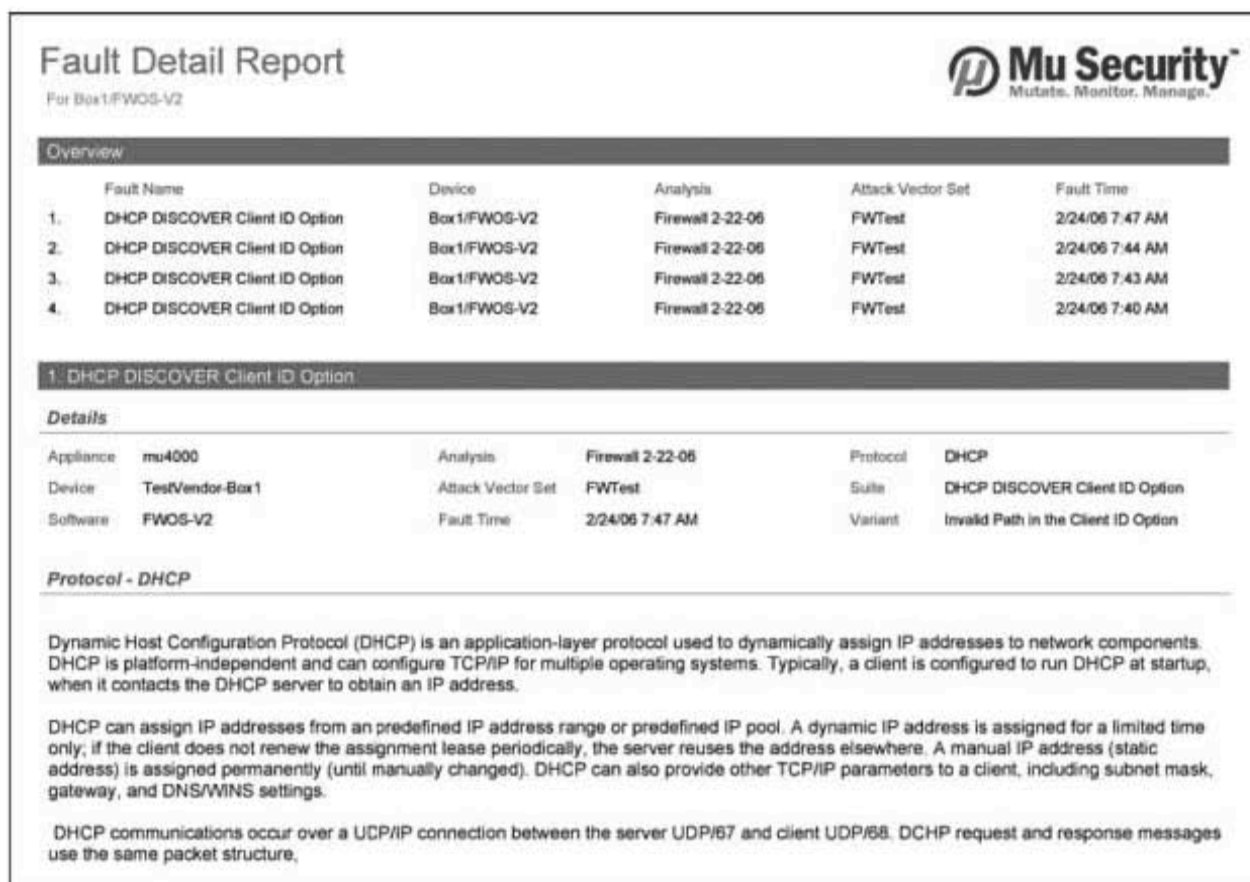 Fault Detail Report
For Box1/FWOS-V2
μ Mu Security™
Mutate. Monitor. Manage.™
Overview
Fault Name Device Analysis Attack Vector Set Fault Time
1. DHCP DISCOVER Client ID Option Box1/FWOS-V2 Firewall 2-22-06 FWTest 2/24/06 7:47 AM
2. DHCP DISCOVER Client ID Option Box1/FWOS-V2 Firewall 2-22-06 FWTest 2/24/06 7:44 AM
3. DHCP DISCOVER Client ID Option Box1/FWOS-V2 Firewall 2-22-06 FWTest 2/24/06 7:43 AM
4. DHCP DISCOVER Client ID Option Box1/FWOS-V2 Firewall 2-22-06 FWTest 2/24/06 7:40 AM
1. DHCP DISCOVER Client ID Option
Details
Appliance mu4000 Analysis Firewall 2-22-06 Protocol DHCP
Device TestVendor-Box1 Attack Vector Set FWTest Suite DHCP DISCOVER Client ID Option
Software FWOS-V2 Fault Time 2/24/06 7:47 AM Variant Invalid Path in the Client ID Option
Protocol - DHCP
Dynamic Host Configuration Protocol (DHCP) is an application-layer protocol used to dynamically assign IP addresses to network components.
DHCP is platform-independent and can configure TCP/IP for multiple operating systems. Typically, a client is configured to run DHCP at startup,
when it contacts the DHCP server to obtain an IP address.
DHCP can assign IP addresses from an predefined IP address range or predefined IP pool. A dynamic IP address is assigned for a limited time
only; if the client does not renew the assignment lease periodically, the server reuses the address elsewhere. A manual IP address (static
address) is assigned permanently (until manually changed). DHCP can also provide other TCP/IP parameters to a client, including subnet mask,
gateway, and DNS/WINS settings.
DHCP communications occur over a UCP/IP connection between the server UDP/67 and client UDP/68. DCHP request and response messages
use the same packet structure.